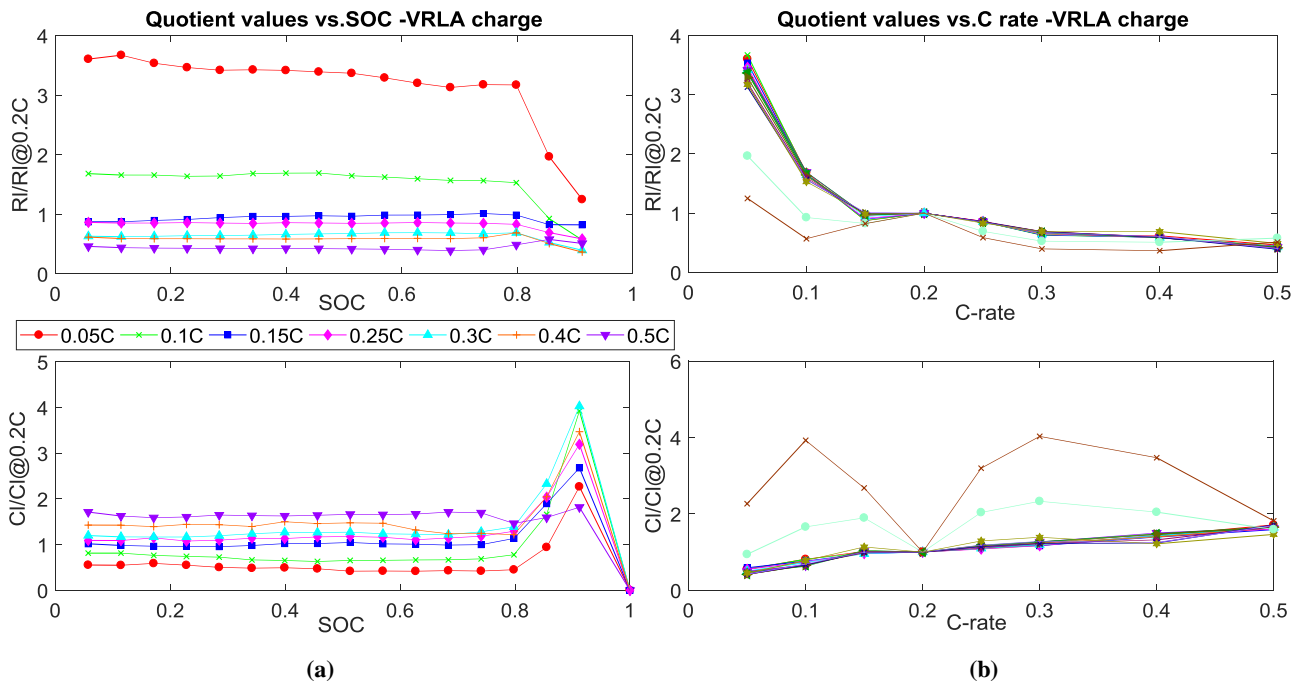 Quotient values vs.SOC -VRLA charge
4
3
2
1
0
RI/RI@0.2C
0 0.2 0.4 0.6 0.8 1
SOC
0.05C 0.1C 0.15C 0.25C 0.3C 0.4C 0.5C
5
4
3
2
1
0
CI/CI@0.2C
0 0.2 0.4 0.6 0.8 1
SOC
(a)
Quotient values vs.C rate -VRLA charge
4
3
2
1
0
RI/RI@0.2C
0.1 0.2 0.3 0.4 0.5
C-rate
6
4
2
0
CI/CI@0.2C
0.1 0.2 0.3 0.4 0.5
C-rate
(b)